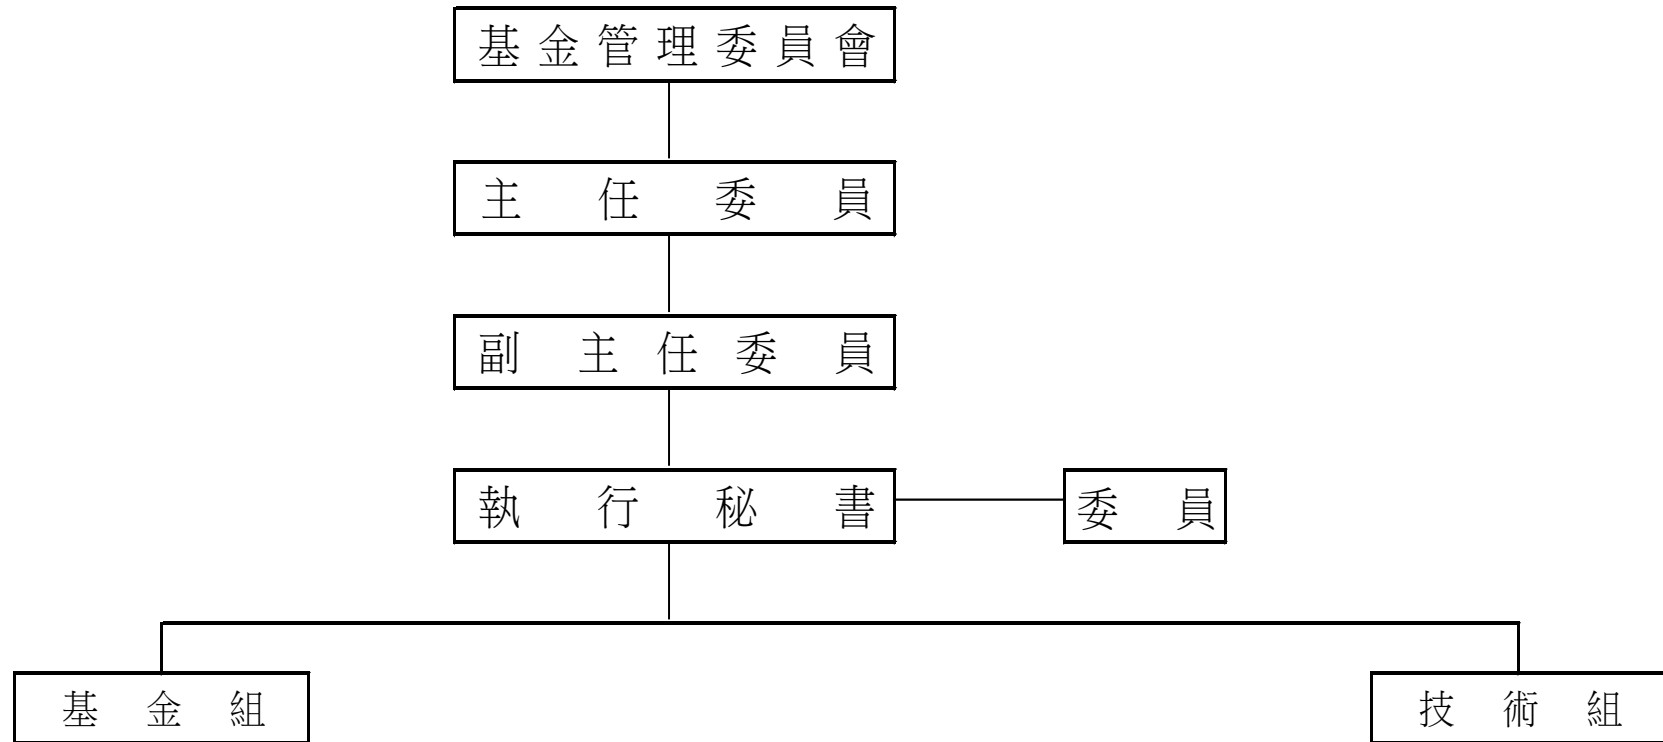 基金管理委員會
主任委員
副主任委員
執行秘書
委員
基金組
技術組